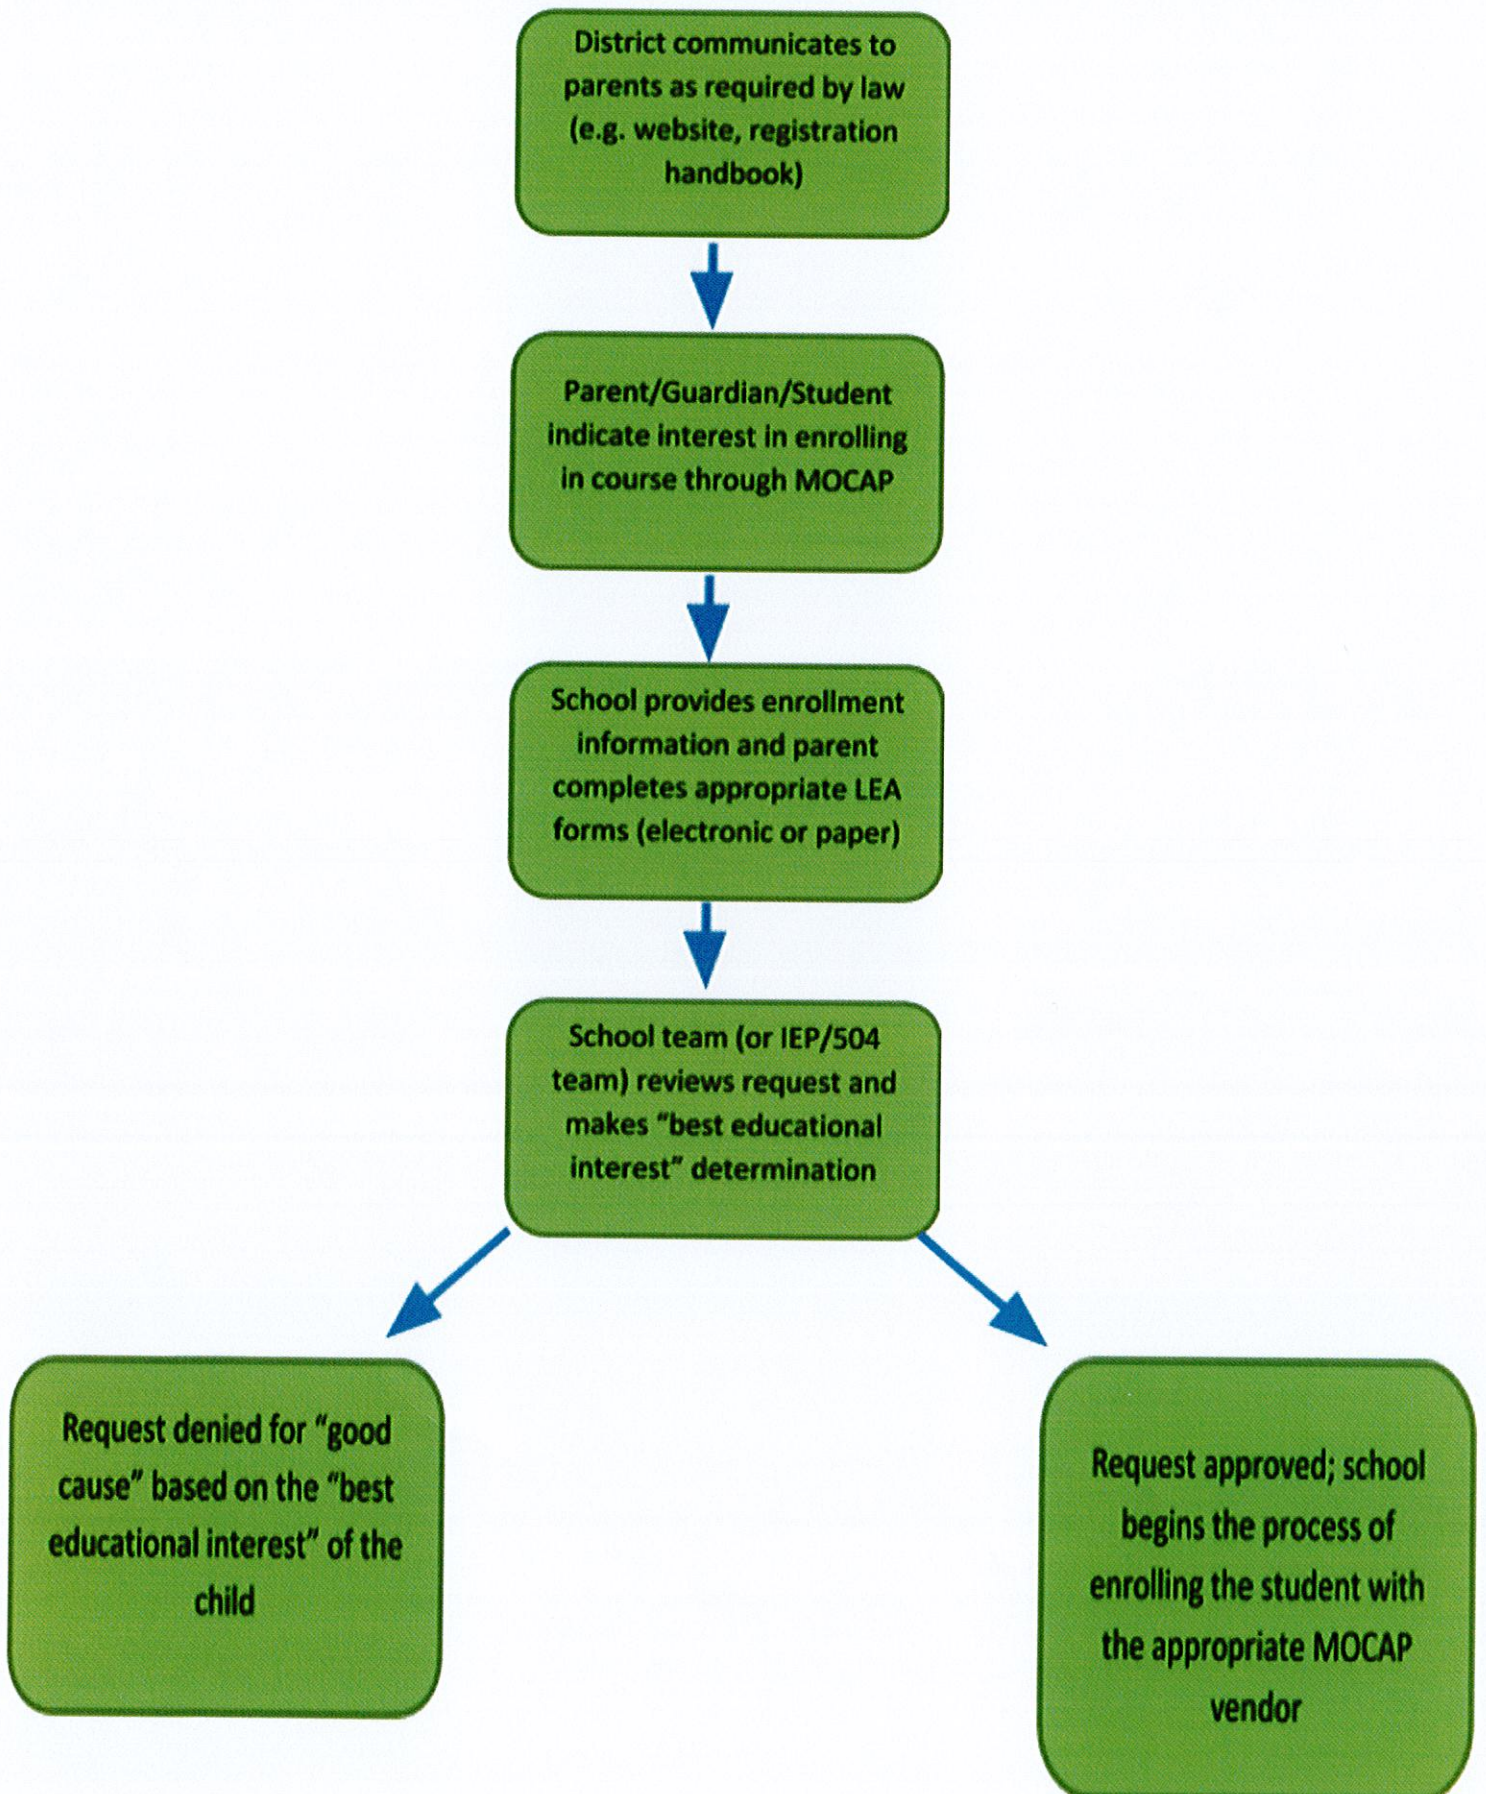 District communicates to
parents as required by law
(e.g. website, registration
handbook)
Parent/Guardian/Student
indicate interest in enrolling
in course through MOCAP
School provides enrollment
information and parent
completes appropriate LEA
forms (electronic or paper)
School team (or IEP/504
team) reviews request and
makes “best educational
interest” determination
Request denied for “good
cause” based on the “best
educational interest” of the
child
Request approved; school
begins the process of
enrolling the student with
the appropriate MOCAP
vendor